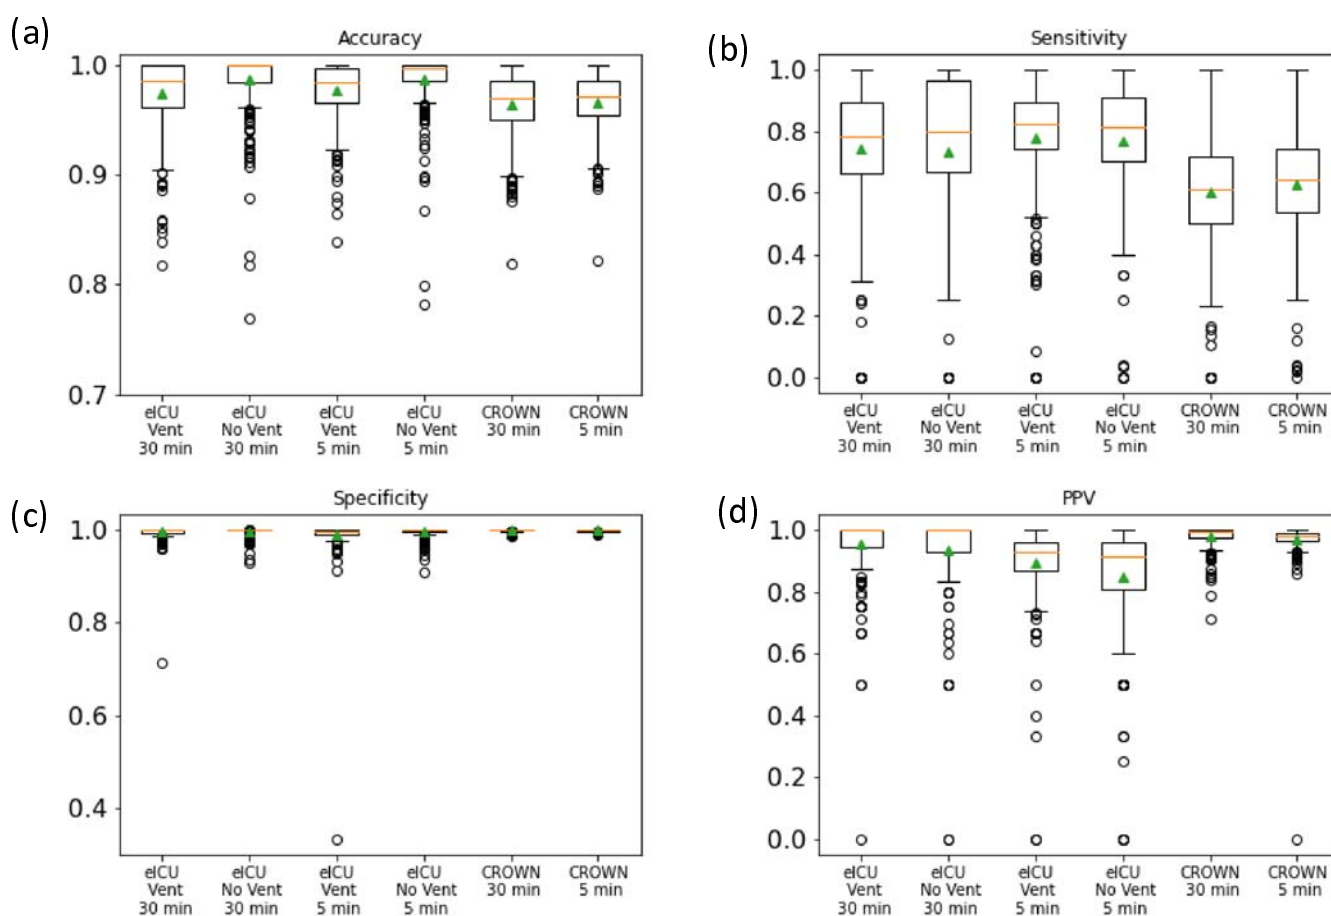 (a)
Accuracy
1.0
0.9
0.8
0.7
eICU
Vent
30 min
eICU
No Vent
30 min
eICU
Vent
5 min
eICU
No Vent
5 min
CROWN
30 min
CROWN
5 min
(b)
Sensitivity
1.0
0.8
0.6
0.4
0.2
0.0
eICU
Vent
30 min
eICU
No Vent
30 min
eICU
Vent
5 min
eICU
No Vent
5 min
CROWN
30 min
CROWN
5 min
(c)
Specificity
1.0
0.8
0.6
0.4
eICU
Vent
30 min
eICU
No Vent
30 min
eICU
Vent
5 min
eICU
No Vent
5 min
CROWN
30 min
CROWN
5 min
(d)
PPV
1.0
0.8
0.6
0.4
0.2
0.0
eICU
Vent
30 min
eICU
No Vent
30 min
eICU
Vent
5 min
eICU
No Vent
5 min
CROWN
30 min
CROWN
5 min